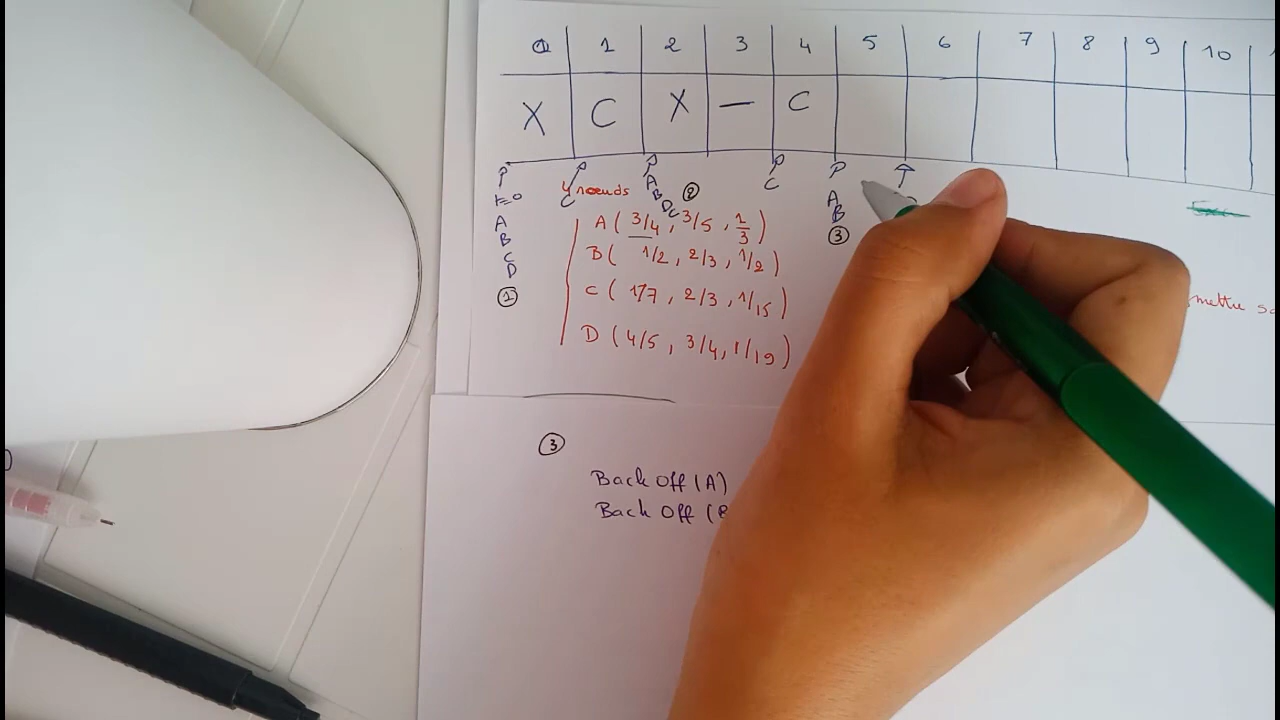 0 1 2 3 4 5 6 7 8 9 10
X C X — C
t=0
A
B
C
D
①
4 nœuds
C
A
B
D
C
②
C
A
B
③
A ( 3/4, 3/5, 1/3 )
B ( 1/2, 2/3, 1/2 )
C ( 1/7, 2/3, 1/15 )
D ( 4/5, 3/4, 1/19 )
③
Back Off (A)
Back Off (B